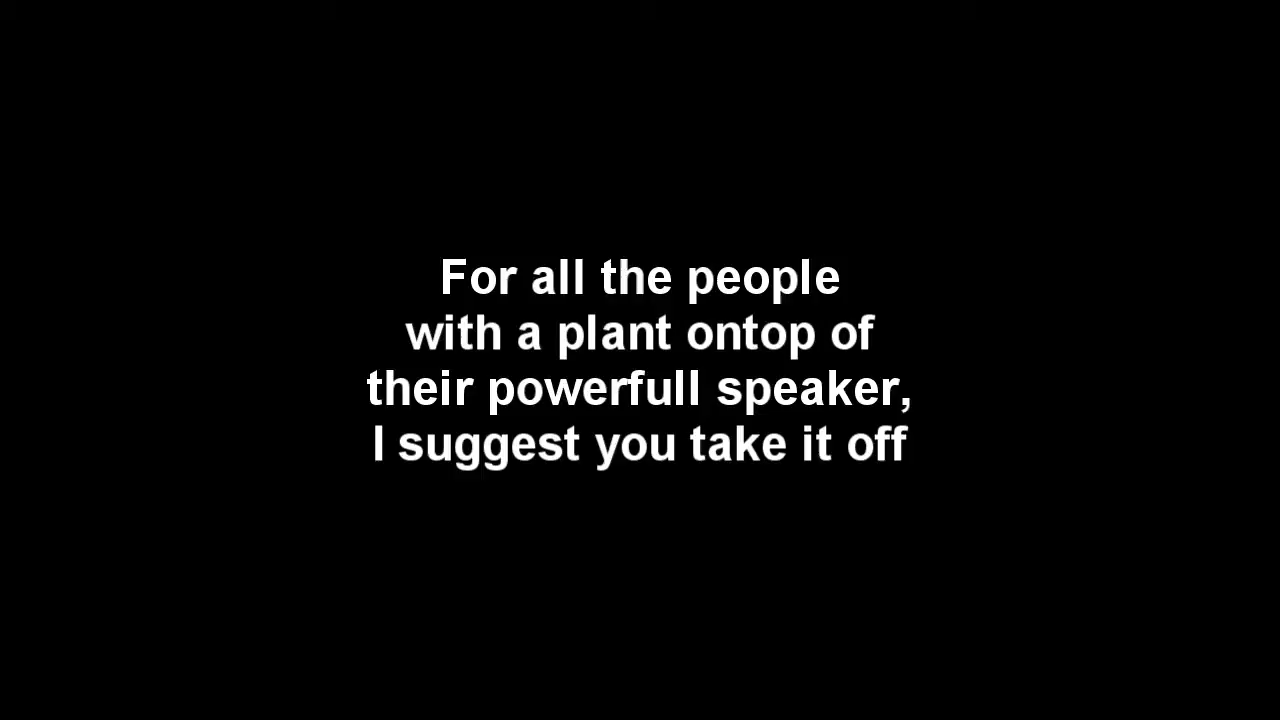 For all the people
with a plant ontop of
their powerfull speaker,
I suggest you take it off